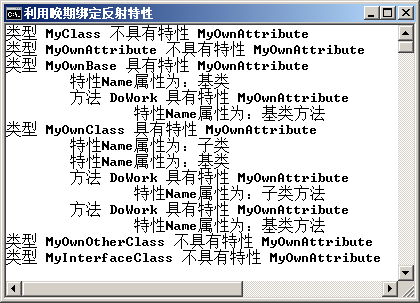 利用晚期绑定反射特性
类型 MyClass 不具有特性 MyOwnAttribute
类型 MyOwnAttribute 不具有特性 MyOwnAttribute
类型 MyOwnBase 具有特性 MyOwnAttribute
特性Name属性为：基类
方法 DoWork 具有特性 MyOwnAttribute
特性Name属性为：基类方法
类型 MyOwnClass 具有特性 MyOwnAttribute
特性Name属性为：子类
特性Name属性为：基类
方法 DoWork 具有特性 MyOwnAttribute
特性Name属性为：子类方法
方法 DoWork 具有特性 MyOwnAttribute
特性Name属性为：基类方法
类型 MyOwnOtherClass 不具有特性 MyOwnAttribute
类型 MyInterfaceClass 不具有特性 MyOwnAttribute